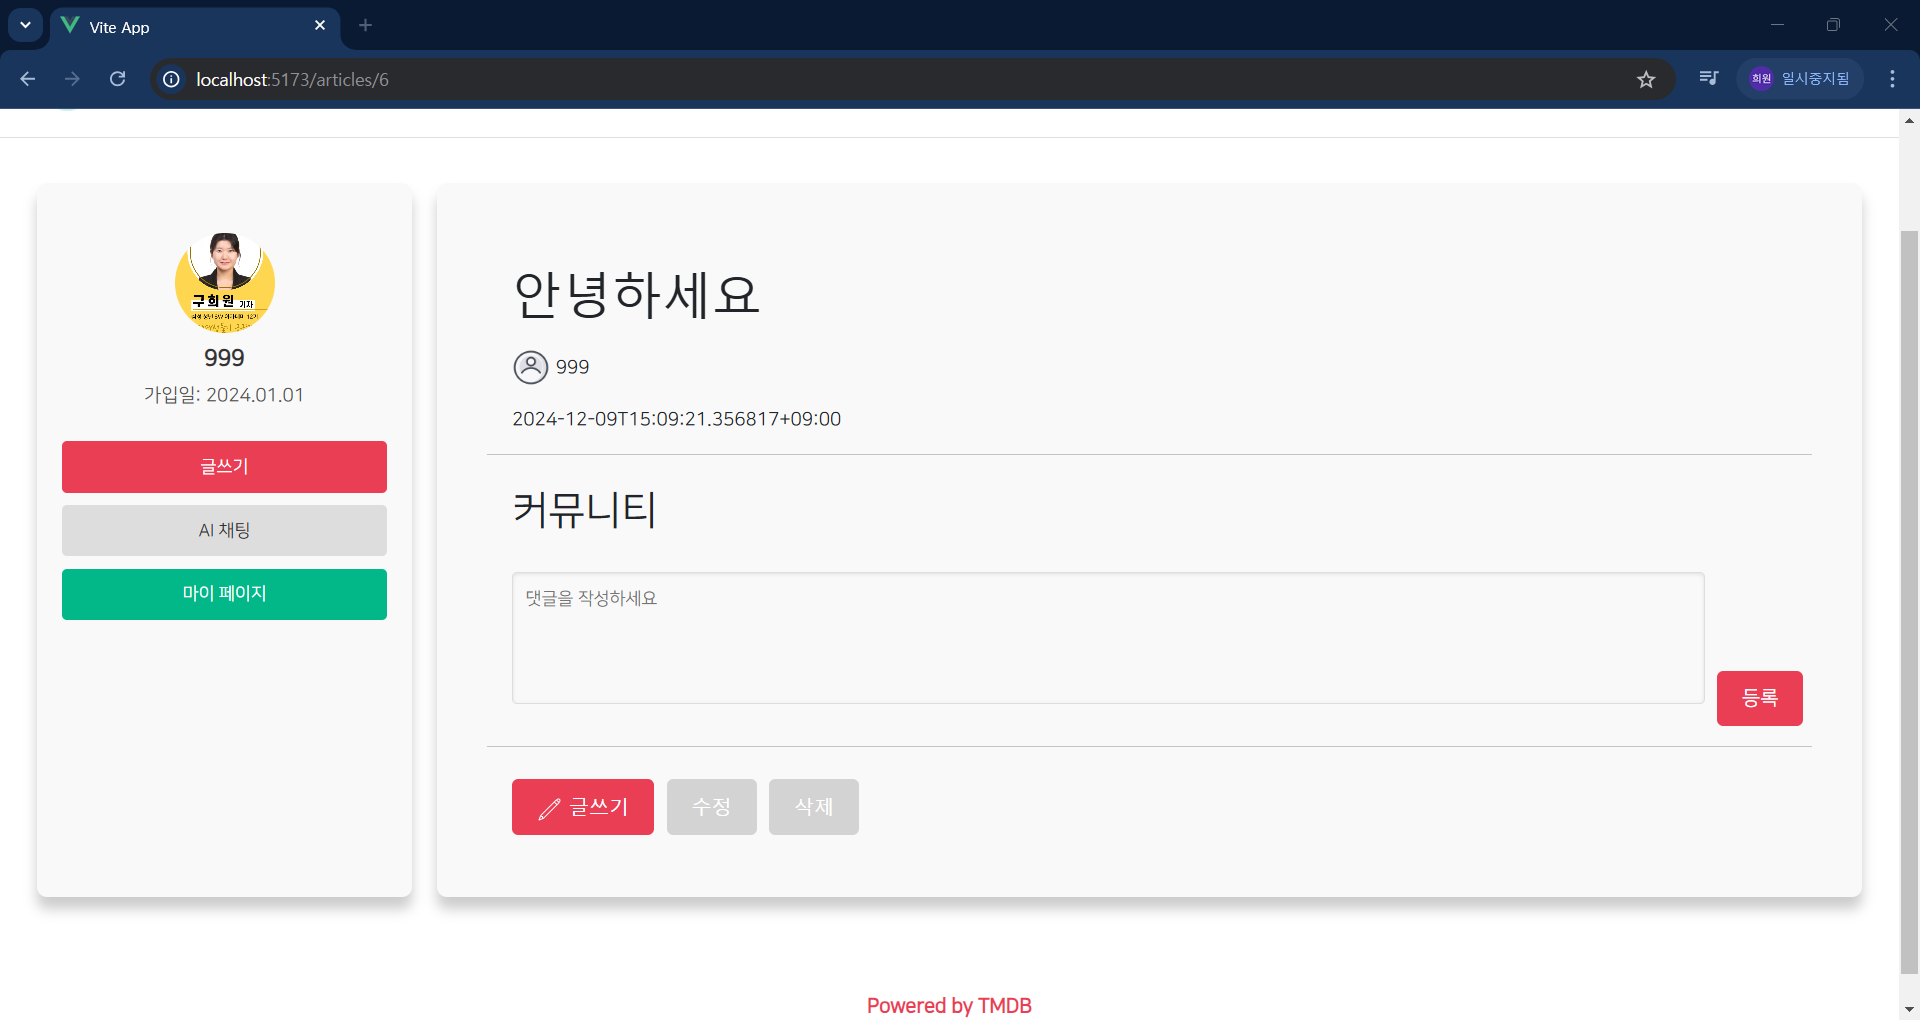 Vite App
localhost:5173/articles/6
희원 일시중지됨
구희원 기자
999
가입일: 2024.01.01
글쓰기
AI 채팅
마이 페이지
안녕하세요
999
2024-12-09T15:09:21.356817+09:00
커뮤니티
댓글을 작성하세요
등록
글쓰기 수정 삭제
Powered by TMDB